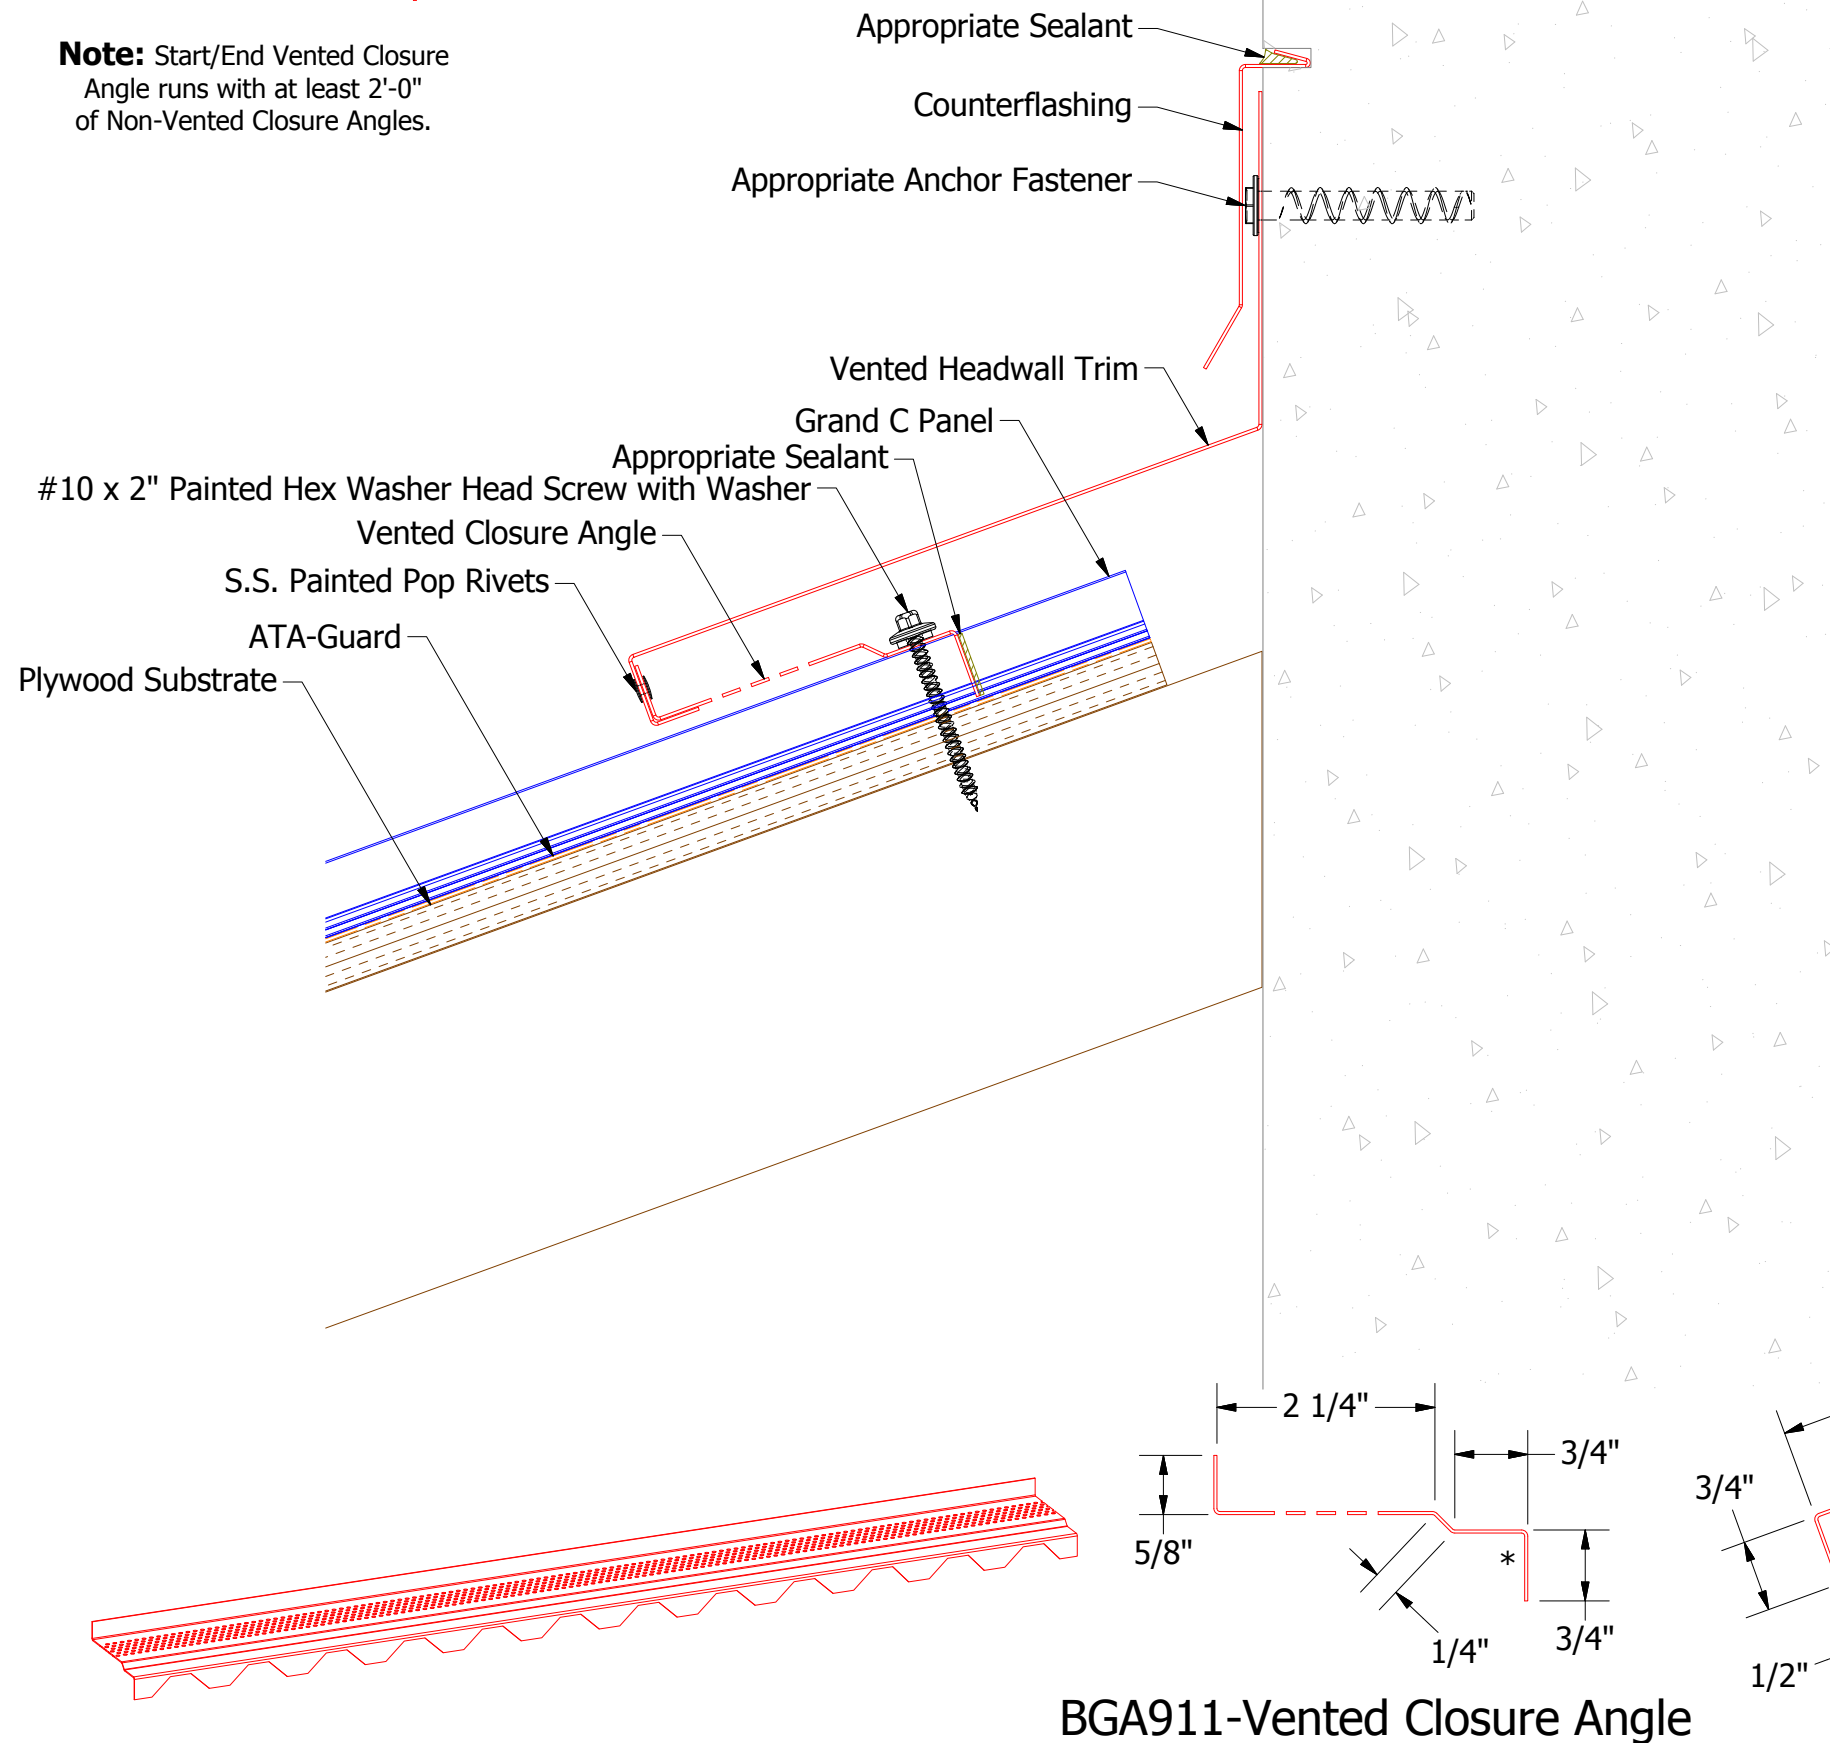 Note: Start/End Vented Closure
Angle runs with at least 2'-0"
of Non-Vented Closure Angles.
Appropriate Sealant
Counterflashing
Appropriate Anchor Fastener
Vented Headwall Trim
Grand C Panel
Appropriate Sealant
#10 x 2" Painted Hex Washer Head Screw with Washer
Vented Closure Angle
S.S. Painted Pop Rivets
ATA-Guard
Plywood Substrate
2 1/4"
3/4"
5/8"
*
1/4"
3/4"
3/4"
1/2"
BGA911-Vented Closure Angle